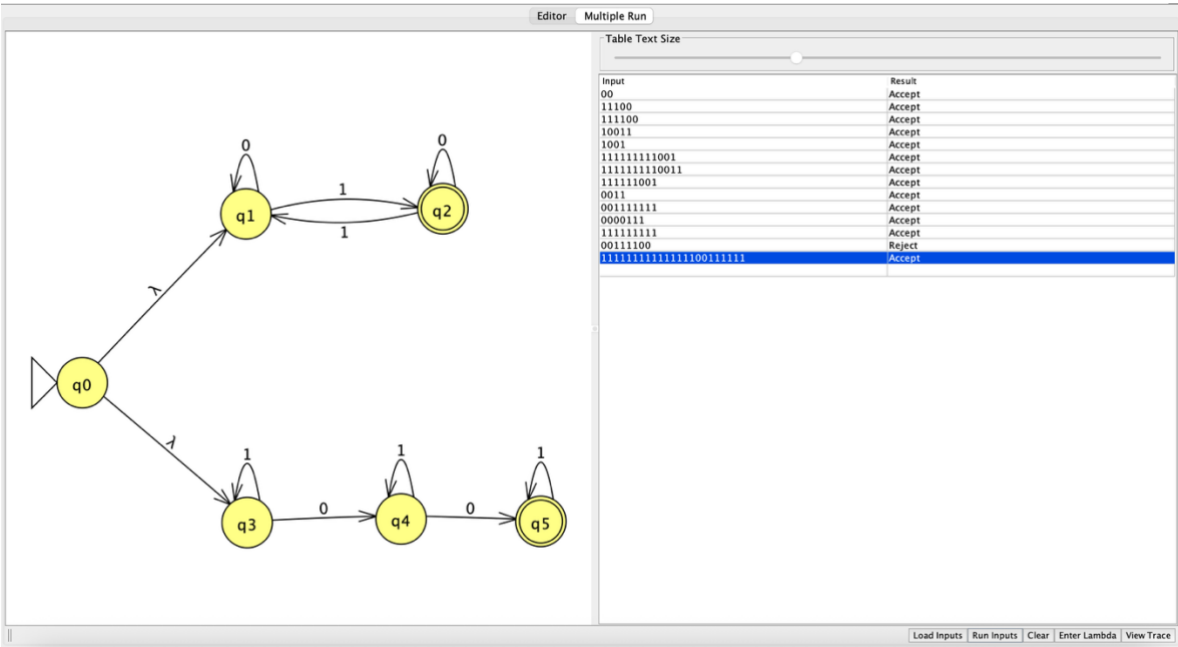 Editor Multiple Run
Table Text Size
Input Result
00 Accept
11100 Accept
111100 Accept
10011 Accept
1001 Accept
111111111001 Accept
1111111110011 Accept
111111001 Accept
0011 Accept
001111111 Accept
0000111 Accept
111111111 Accept
00111100 Reject
Accept
0 0
1
q1 q2
1
λ
q0
λ
1 1 1
0 0
q3 q4 q5
Load Inputs Run Inputs Clear Enter Lambda View Trace